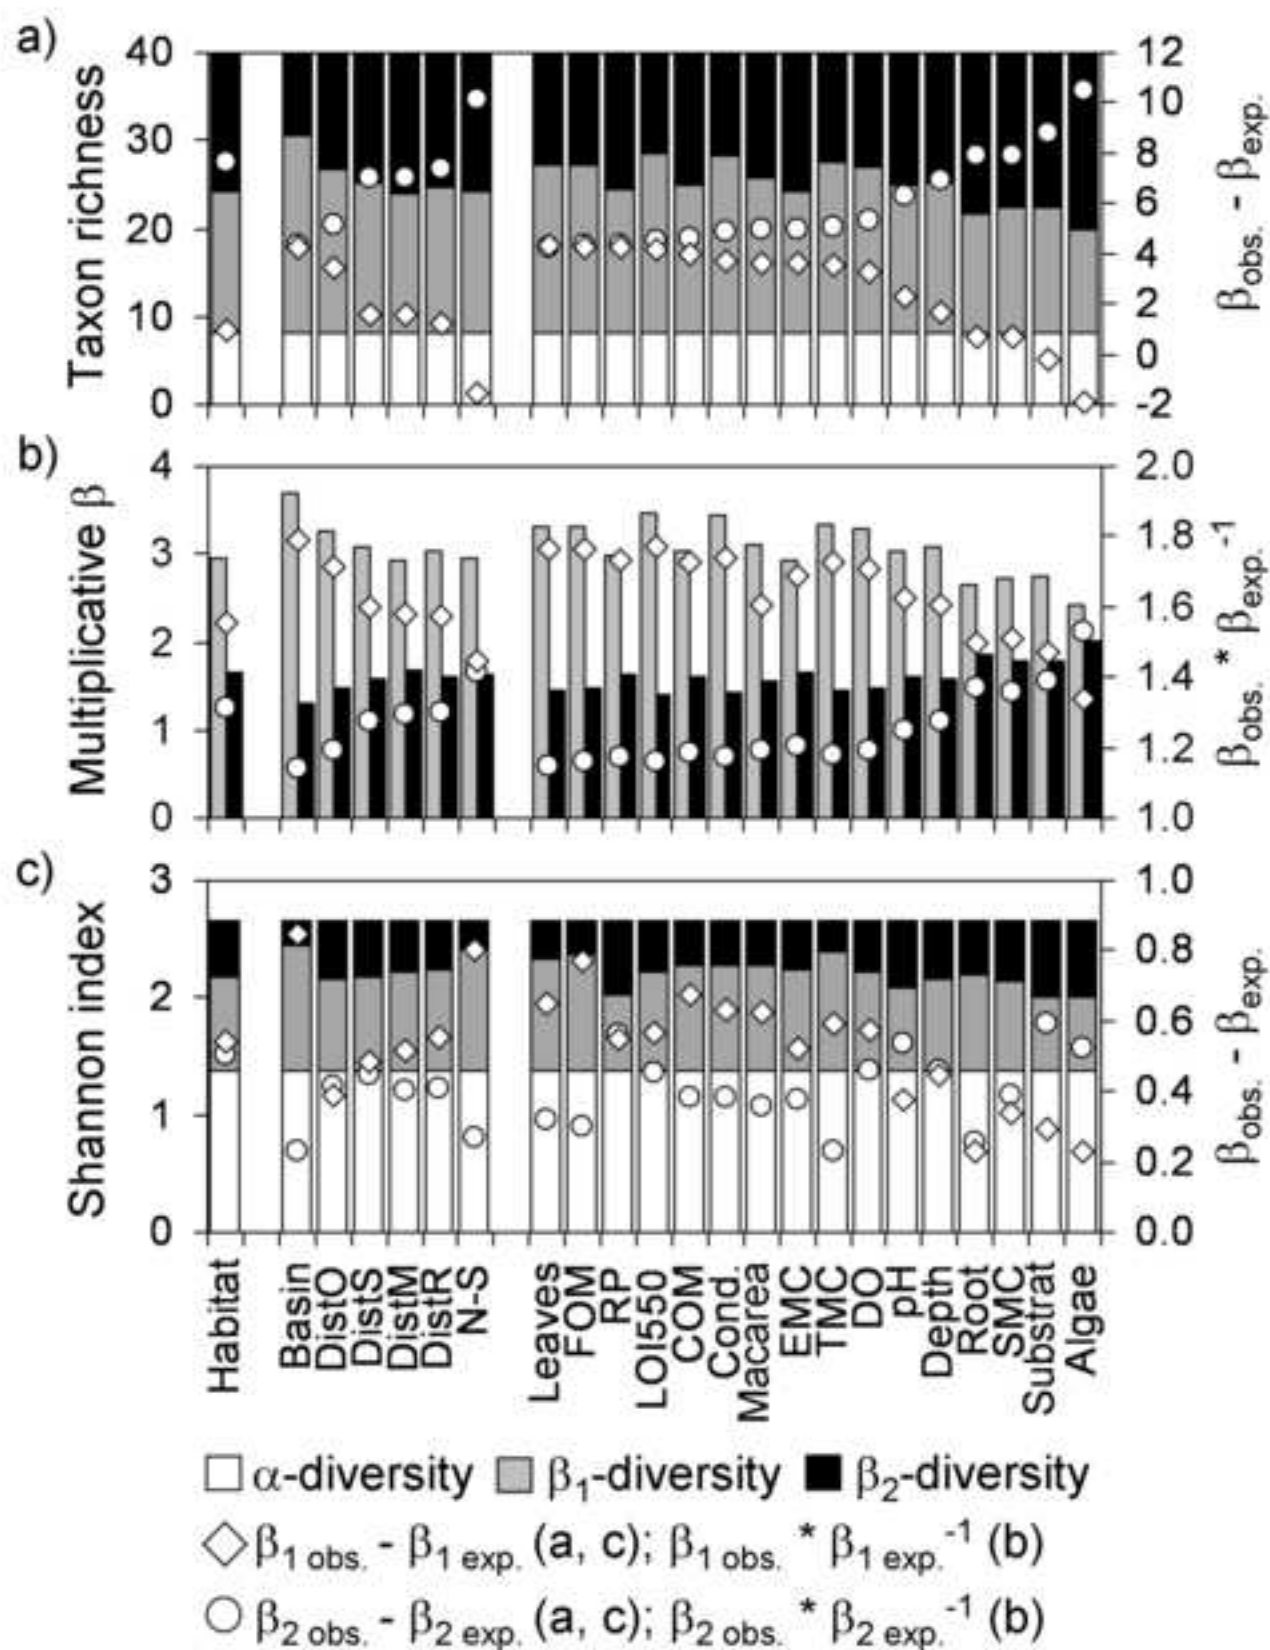 a)
Taxon richness
40
30
20
10
0
12
10
8
6
4
2
0
-2
βobs. - βexp.
b)
Multiplicative β
4
3
2
1
0
2.0
1.8
1.6
1.4
1.2
1.0
βobs. * βexp.-1
c)
Shannon index
3
2
1
0
1.0
0.8
0.6
0.4
0.2
0.0
βobs. - βexp.
Habitat
Basin
DistO
DistS
DistM
DistR
N-S
Leaves
FOM
RP
LOI550
COM
Cond.
Macarea
EMC
TMC
DO
pH
Depth
Root
SMC
Substrat
Algae
α-diversity β1-diversity β2-diversity
β1 obs. - β1 exp. (a, c); β1 obs. * β1 exp.-1 (b)
β2 obs. - β2 exp. (a, c); β2 obs. * β2 exp.-1 (b)